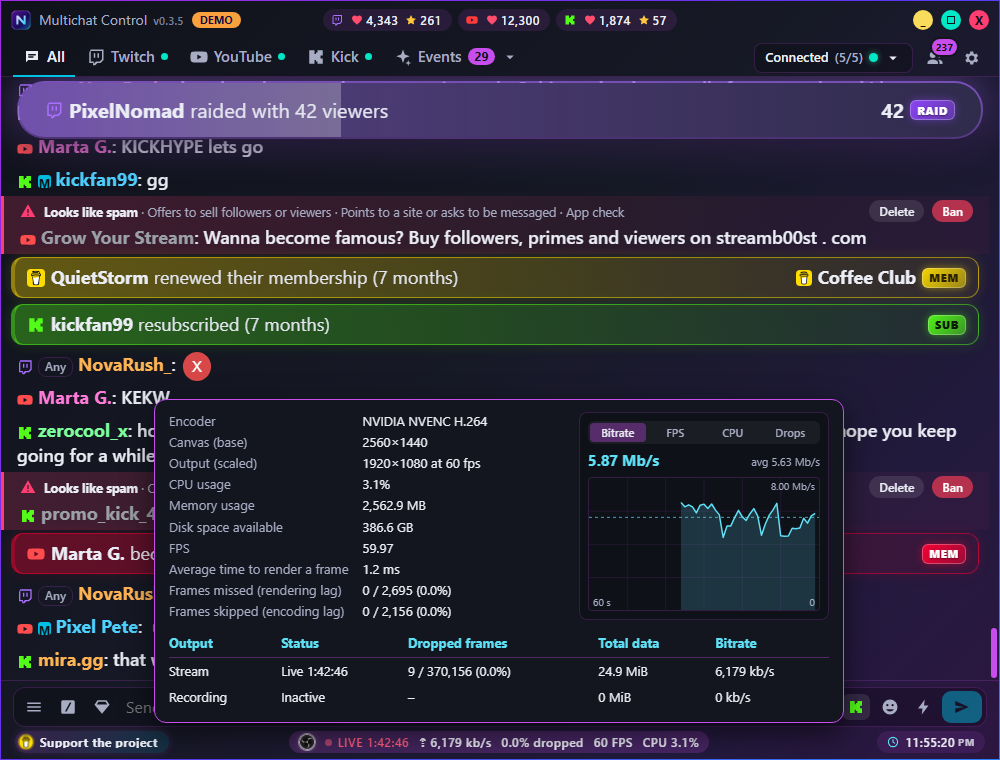 N Multichat Control v0.3.5 DEMO 4,343 261 12,300 1,874 57 X
All Twitch YouTube Kick Events 29 Connected (5/5) 237
PixelNomad raided with 42 viewers 42 RAID
Marta G.: KICKHYPE lets go
M kickfan99: gg
Looks like spam · Offers to sell followers or viewers · Points to a site or asks to be messaged · App check Delete Ban
Grow Your Stream: Wanna become famous? Buy followers, primes and viewers on streamb00st . com
QuietStorm renewed their membership (7 months) Coffee Club MEM
kickfan99 resubscribed (7 months) SUB
Any NovaRush_: X
Marta G.: KEKW
zerocool_x: ope you keep
going for a while
Looks like spam · Delete Ban
promo_kick_4
Marta G. bec MEM
Any NovaRus
M Pixel Pete:
mira.gg: that
Encoder NVIDIA NVENC H.264
Canvas (base) 2560×1440
Output (scaled) 1920×1080 at 60 fps
CPU usage 3.1%
Memory usage 2,562.9 MB
Disk space available 386.6 GB
FPS 59.97
Average time to render a frame 1.2 ms
Frames missed (rendering lag) 0 / 2,695 (0.0%)
Frames skipped (encoding lag) 0 / 2,156 (0.0%)
Bitrate FPS CPU Drops
5.87 Mb/s avg 5.63 Mb/s
8.00 Mb/s
60 s 0
Output Status Dropped frames Total data Bitrate
Stream Live 1:42:46 9 / 370,156 (0.0%) 24.9 MiB 6,179 kb/s
Recording Inactive – 0 MiB 0 kb/s
Sen
Support the project LIVE 1:42:46 6,179 kb/s 0.0% dropped 60 FPS CPU 3.1% 11:55:20 PM